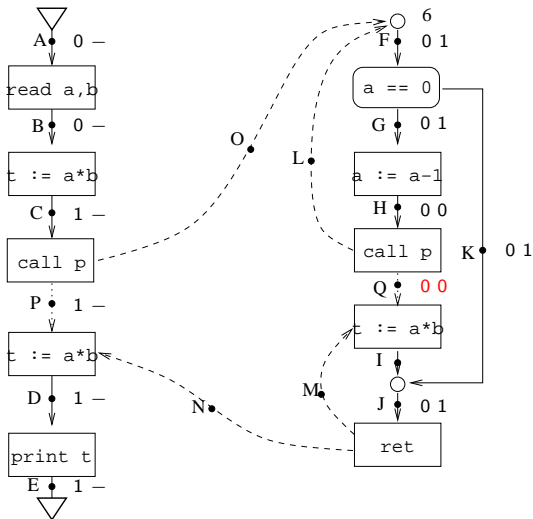 6
A 0 –
F 0 1
read a,b
a == 0
B 0 –
G 0 1
O
L
t := a*b
a := a-1
C 1 –
H 0 0
call p
call p
K 0 1
P 1 –
Q 0 0
t := a*b
t := a*b
I
D 1 –
M
N
J 0 1
print t
ret
E 1 –